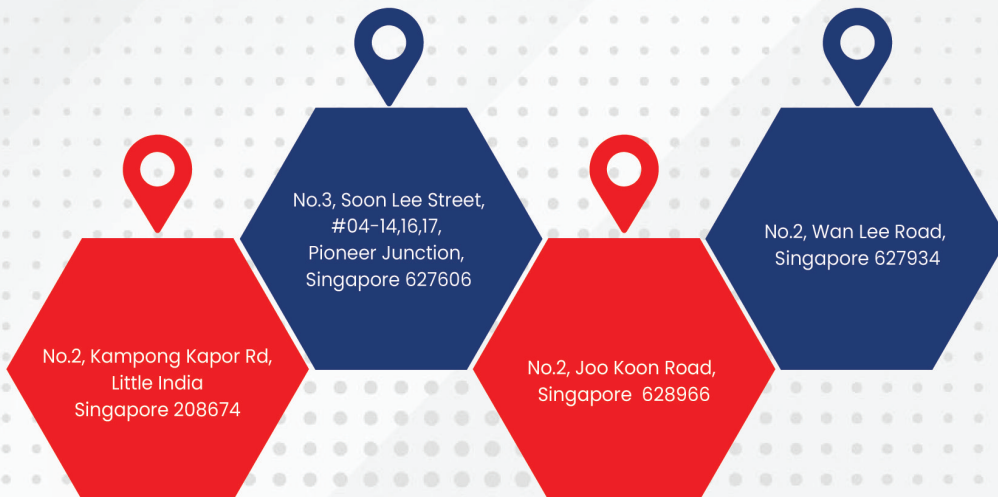 No.2, Kampong Kapor Rd,
Little India
Singapore 208674
No.3, Soon Lee Street,
#04-14,16,17,
Pioneer Junction,
Singapore 627606
No.2, Joo Koon Road,
Singapore 628966
No.2, Wan Lee Road,
Singapore 627934